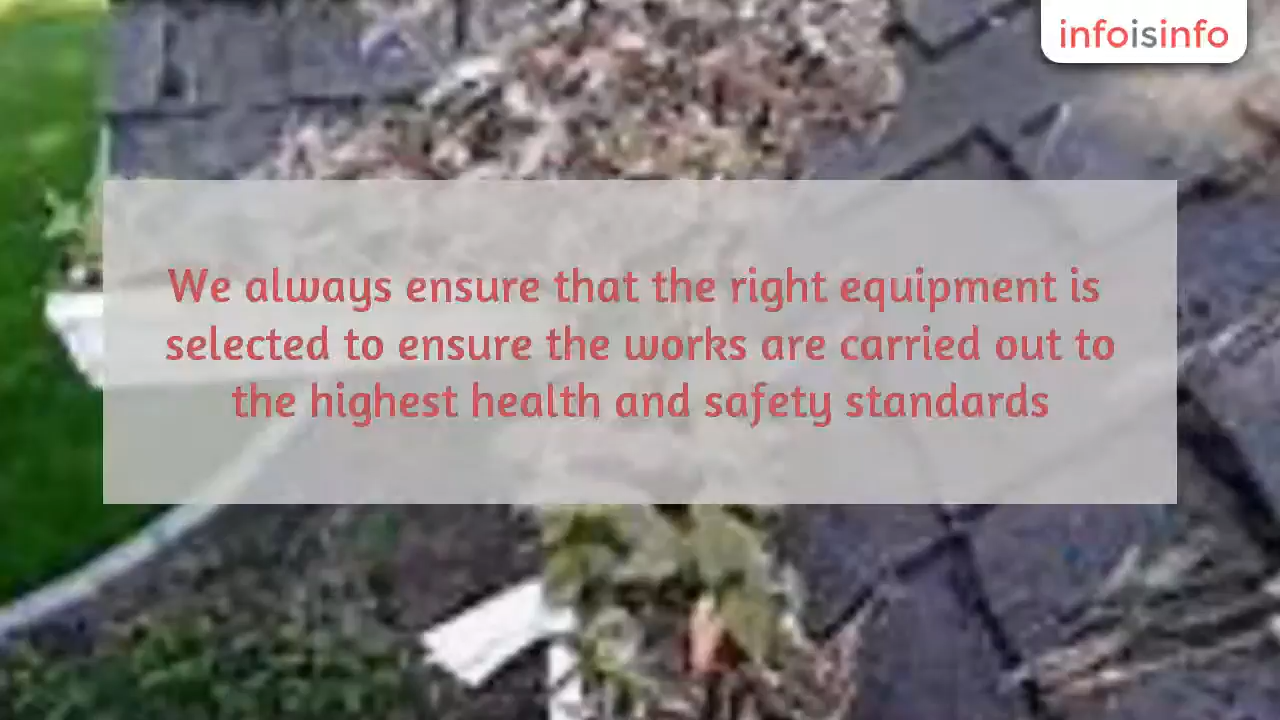 infoisinfo
We always ensure that the right equipment is
selected to ensure the works are carried out to
the highest health and safety standards